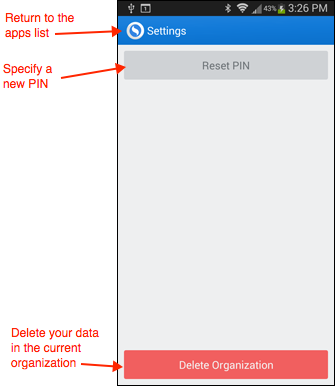 Return to the
apps list
43% 3:26 PM
Settings
Specify a
new PIN
Reset PIN
Delete your data
in the current
organization
Delete Organization